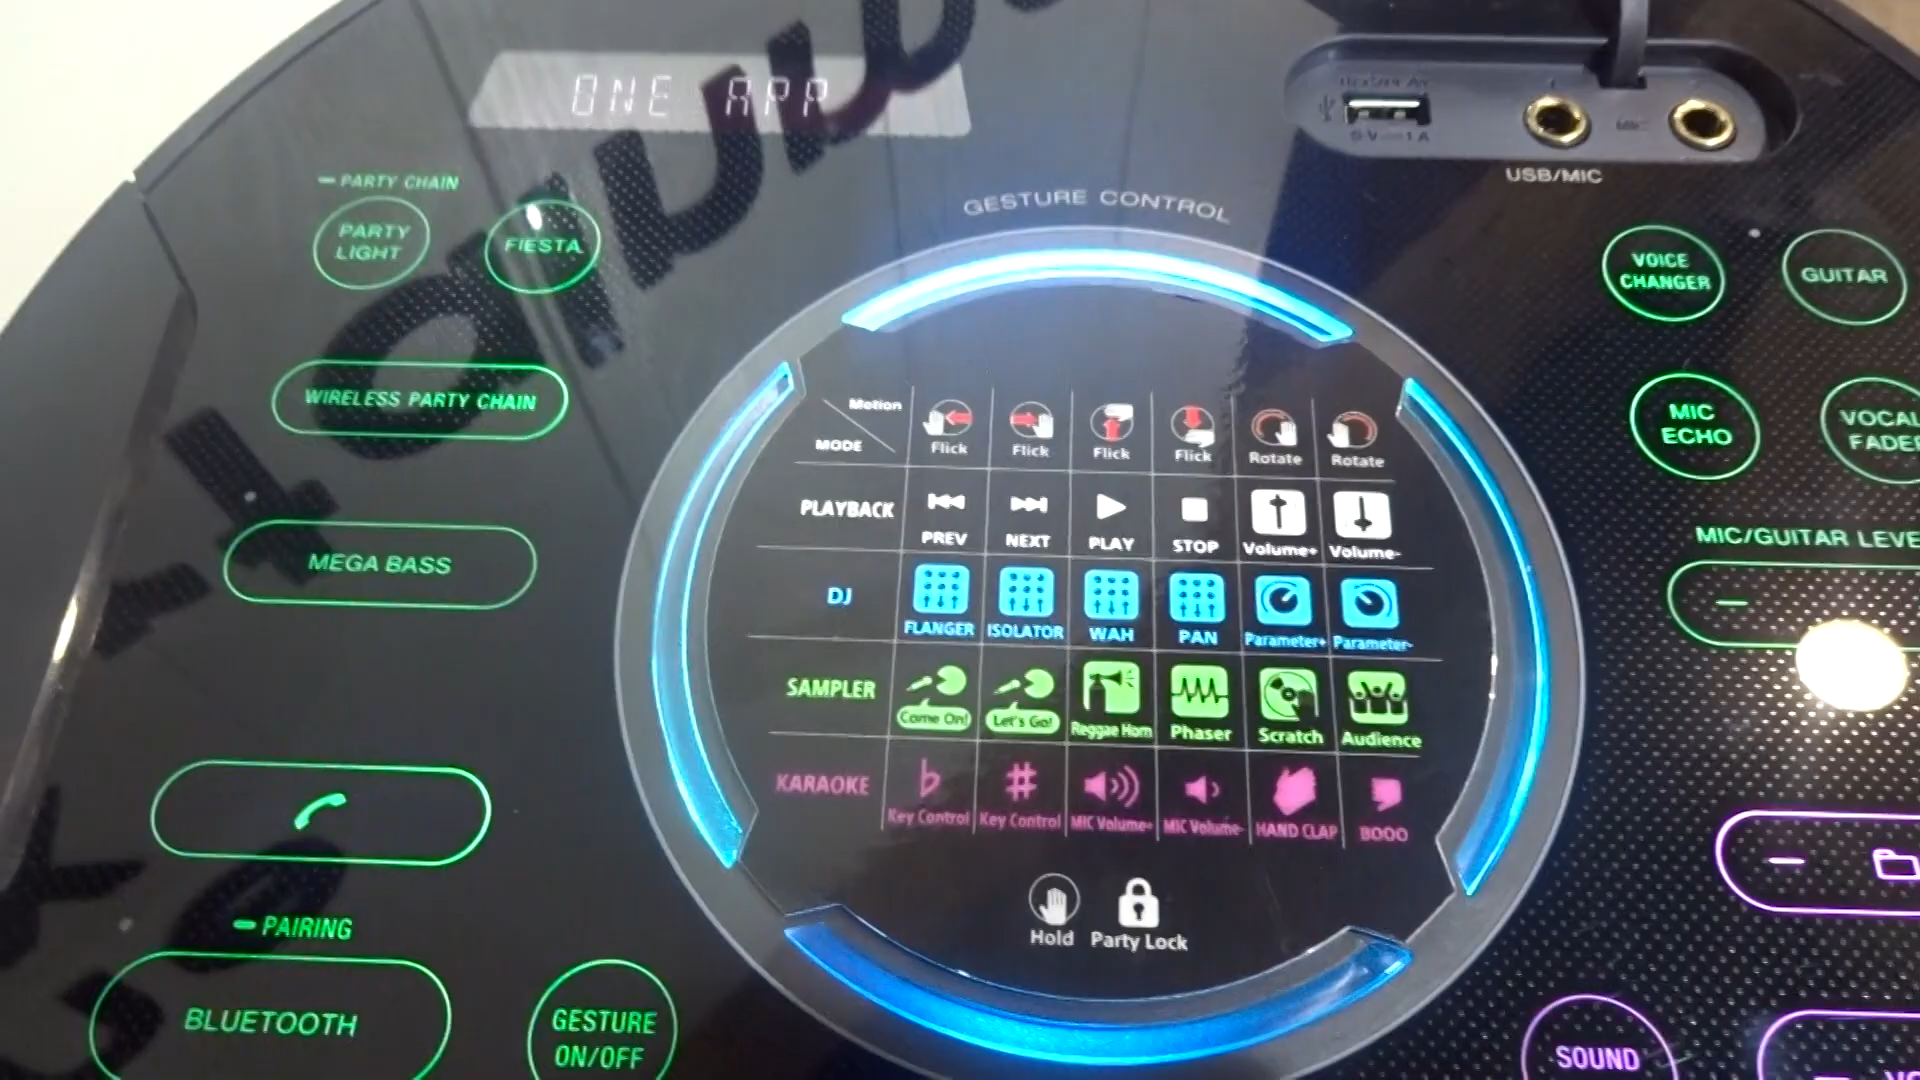 ONE APP
5V 1A
MIC
USB/MIC
PARTY CHAIN
PARTY
LIGHT
FIESTA
GESTURE CONTROL
VOICE
CHANGER
GUITAR
WIRELESS PARTY CHAIN
MIC
ECHO
VOCAL
FADER
Motion
MODE
Flick
Flick
Flick
Flick
Rotate
Rotate
MEGA BASS
PLAYBACK
PREV
NEXT
PLAY
STOP
Volume+
Volume-
MIC/GUITAR LEVE
DJ
FLANGER
ISOLATOR
WAH
PAN
Parameter+
Parameter-
SAMPLER
Come On!
Let's Go!
Reggae Horn
Phaser
Scratch
Audience
KARAOKE
Key Control
Key Control
MIC Volume+
MIC Volume-
HAND CLAP
BOOO
Hold
Party Lock
PAIRING
BLUETOOTH
GESTURE
ON/OFF
SOUND